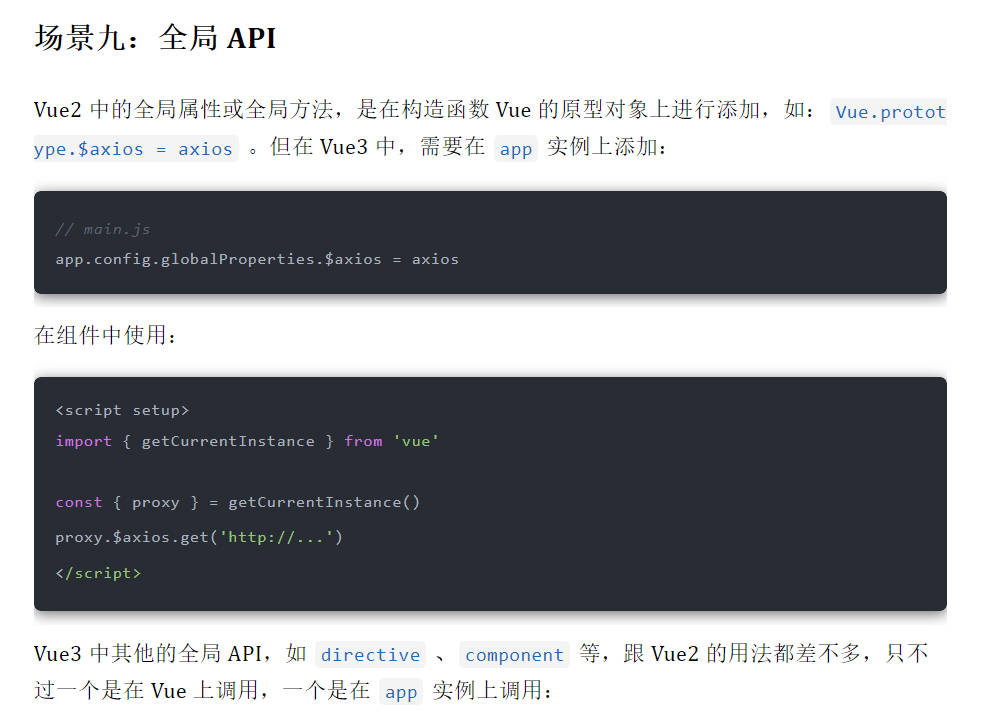 场景九：全局 API
Vue2 中的全局属性或全局方法，是在构造函数 Vue 的原型对象上进行添加，如： Vue.protot
ype.$axios = axios 。但在 Vue3 中，需要在 app 实例上添加：
// main.js
app.config.globalProperties.$axios = axios
在组件中使用：
<script setup>
import { getCurrentInstance } from 'vue'
const { proxy } = getCurrentInstance()
proxy.$axios.get('http://...')
</script>
Vue3 中其他的全局 API，如 directive 、 component 等，跟 Vue2 的用法都差不多，只不
过一个是在 Vue 上调用，一个是在 app 实例上调用：